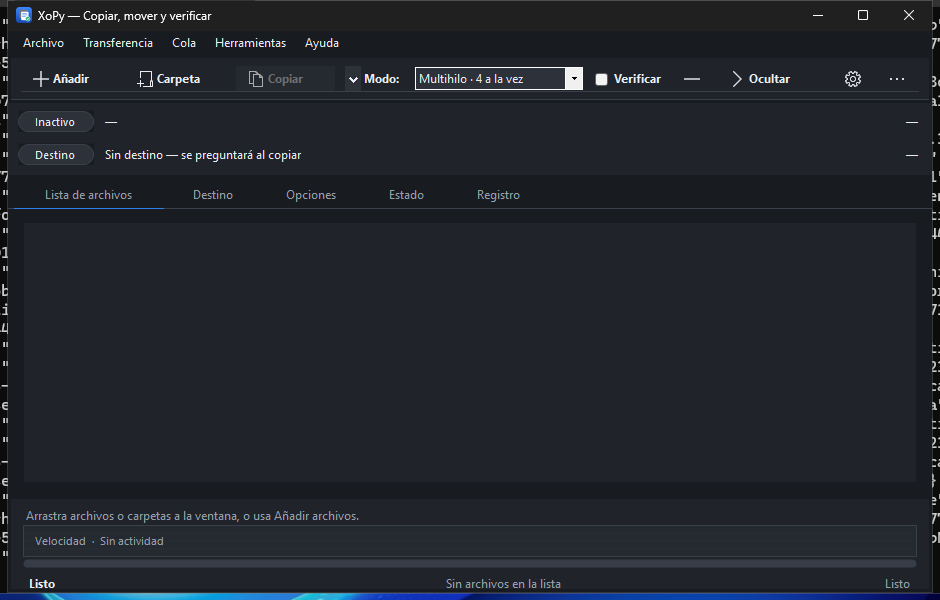 XoPy — Copiar, mover y verificar
Archivo Transferencia Cola Herramientas Ayuda
Añadir Carpeta Copiar Modo: Multihilo · 4 a la vez Verificar — Ocultar ...
Inactivo — —
Destino Sin destino — se preguntará al copiar —
Lista de archivos Destino Opciones Estado Registro
Arrastra archivos o carpetas a la ventana, o usa Añadir archivos.
Velocidad · Sin actividad
Listo Sin archivos en la lista Listo